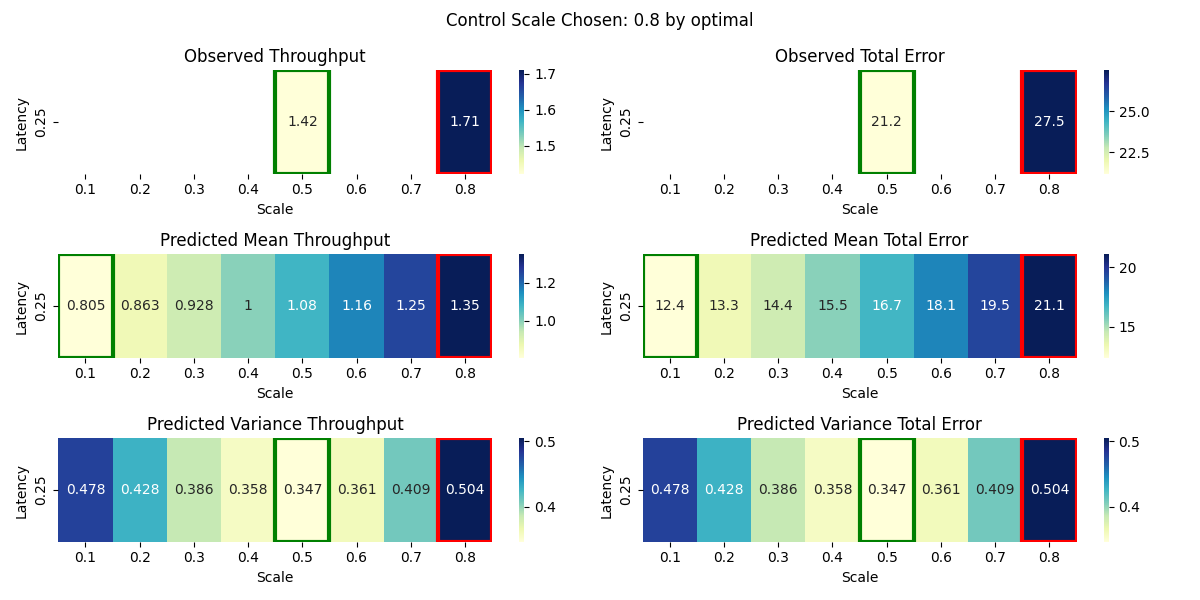 Control Scale Chosen: 0.8 by optimal
Observed Throughput
Latency
0.25
1.42 1.71
0.1 0.2 0.3 0.4 0.5 0.6 0.7 0.8
Scale
1.7
1.6
1.5
Observed Total Error
Latency
0.25
21.2 27.5
0.1 0.2 0.3 0.4 0.5 0.6 0.7 0.8
Scale
25.0
22.5
Predicted Mean Throughput
Latency
0.25
0.805 0.863 0.928 1 1.08 1.16 1.25 1.35
0.1 0.2 0.3 0.4 0.5 0.6 0.7 0.8
Scale
1.2
1.0
Predicted Mean Total Error
Latency
0.25
12.4 13.3 14.4 15.5 16.7 18.1 19.5 21.1
0.1 0.2 0.3 0.4 0.5 0.6 0.7 0.8
Scale
20
15
Predicted Variance Throughput
Latency
0.25
0.478 0.428 0.386 0.358 0.347 0.361 0.409 0.504
0.1 0.2 0.3 0.4 0.5 0.6 0.7 0.8
Scale
0.5
0.4
Predicted Variance Total Error
Latency
0.25
0.478 0.428 0.386 0.358 0.347 0.361 0.409 0.504
0.1 0.2 0.3 0.4 0.5 0.6 0.7 0.8
Scale
0.5
0.4